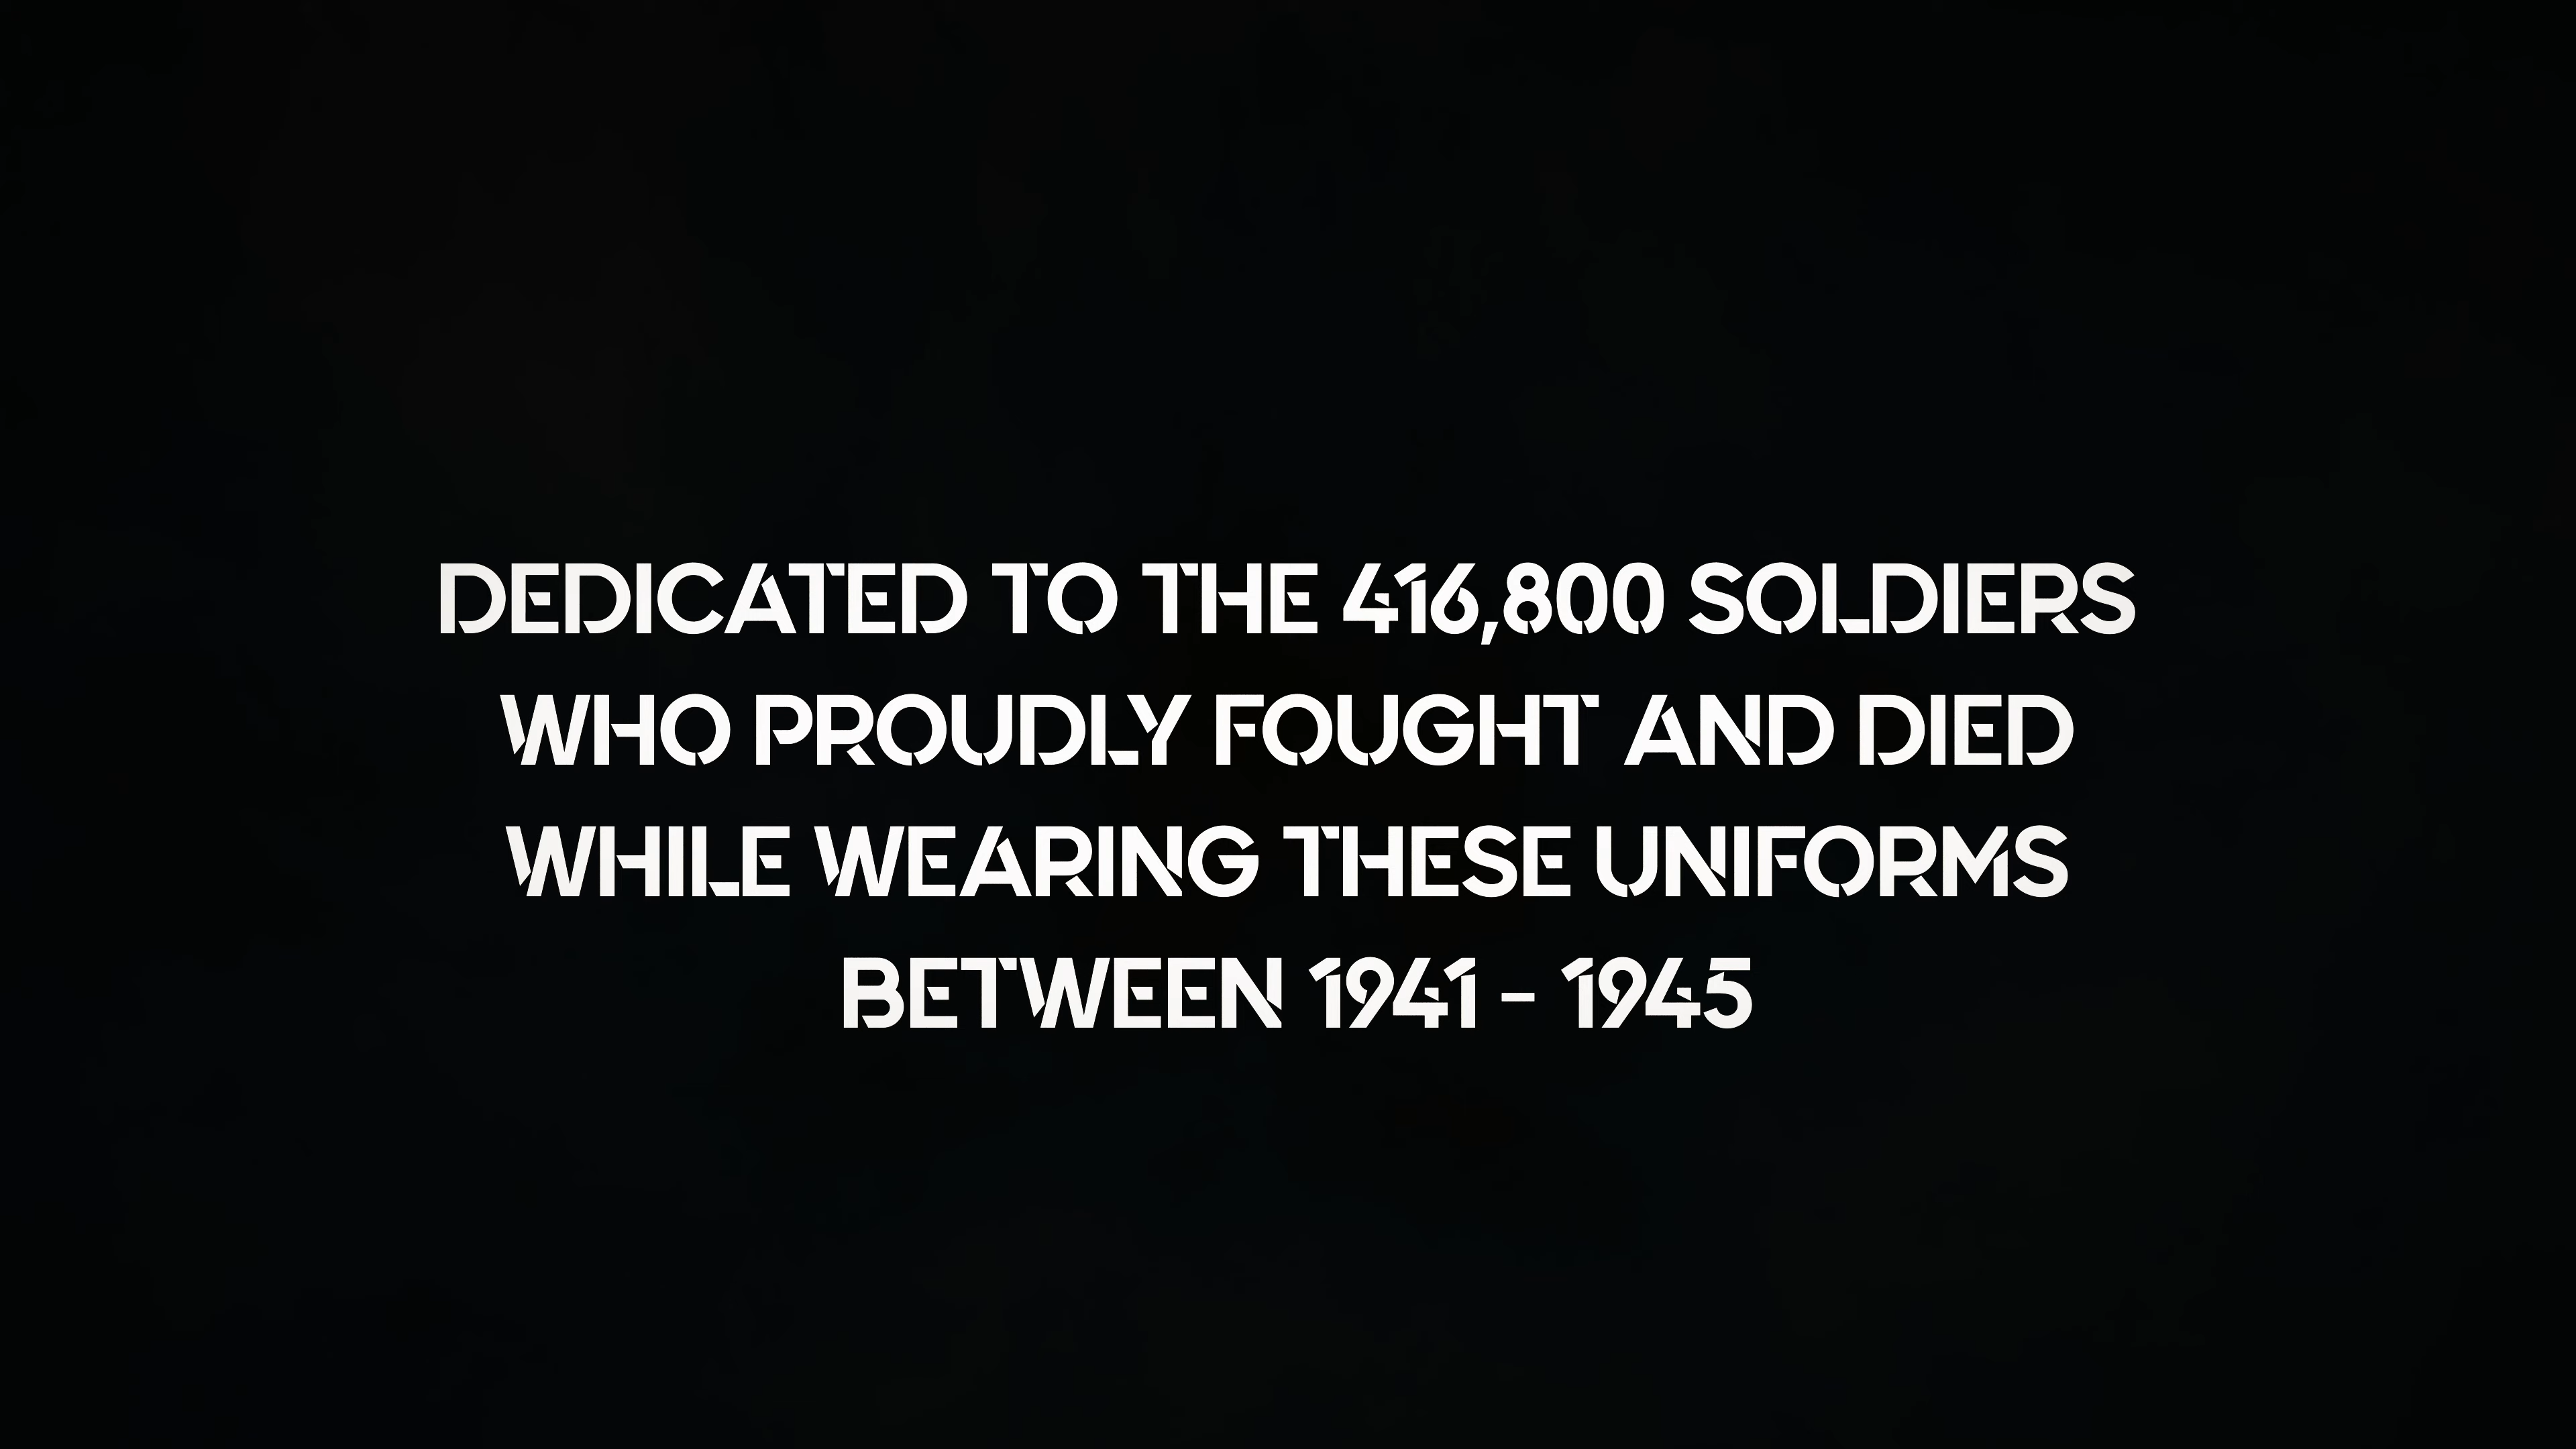 DEDICATED TO THE 416,800 SOLDIERS
WHO PROUDLY FOUGHT AND DIED
WHILE WEARING THESE UNIFORMS
BETWEEN 1941 - 1945